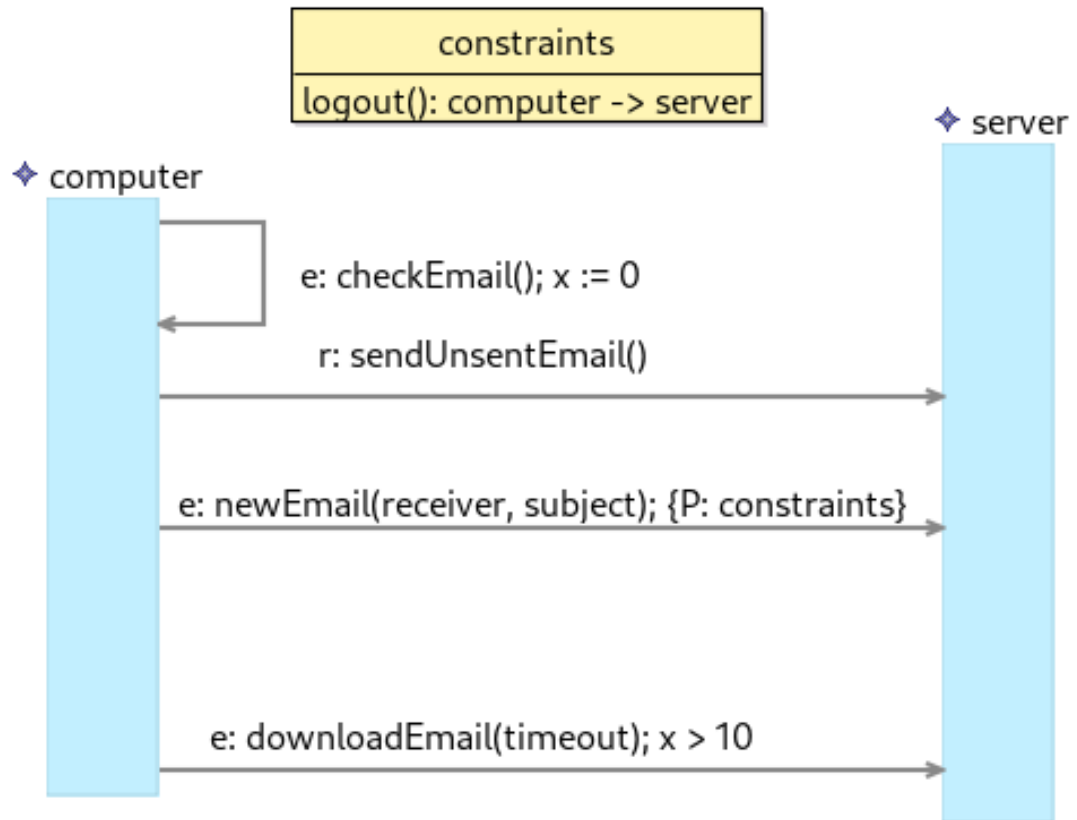 constraints
logout(): computer -> server
server
computer
e: checkEmail(); x := 0
r: sendUnsentEmail()
e: newEmail(receiver, subject); {P: constraints}
e: downloadEmail(timeout); x > 10